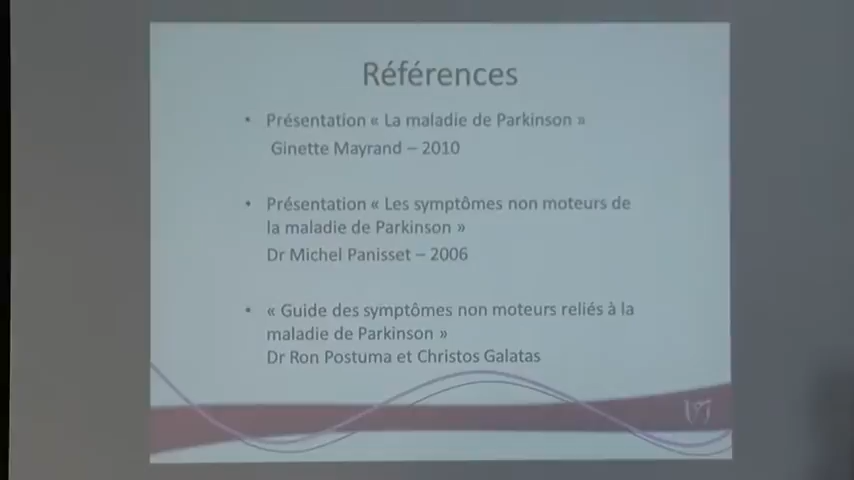 Références
• Présentation « La maladie de Parkinson »
Ginette Mayrand – 2010
• Présentation « Les symptômes non moteurs de
la maladie de Parkinson »
Dr Michel Panisset – 2006
• « Guide des symptômes non moteurs reliés à la
maladie de Parkinson »
Dr Ron Postuma et Christos Galatas